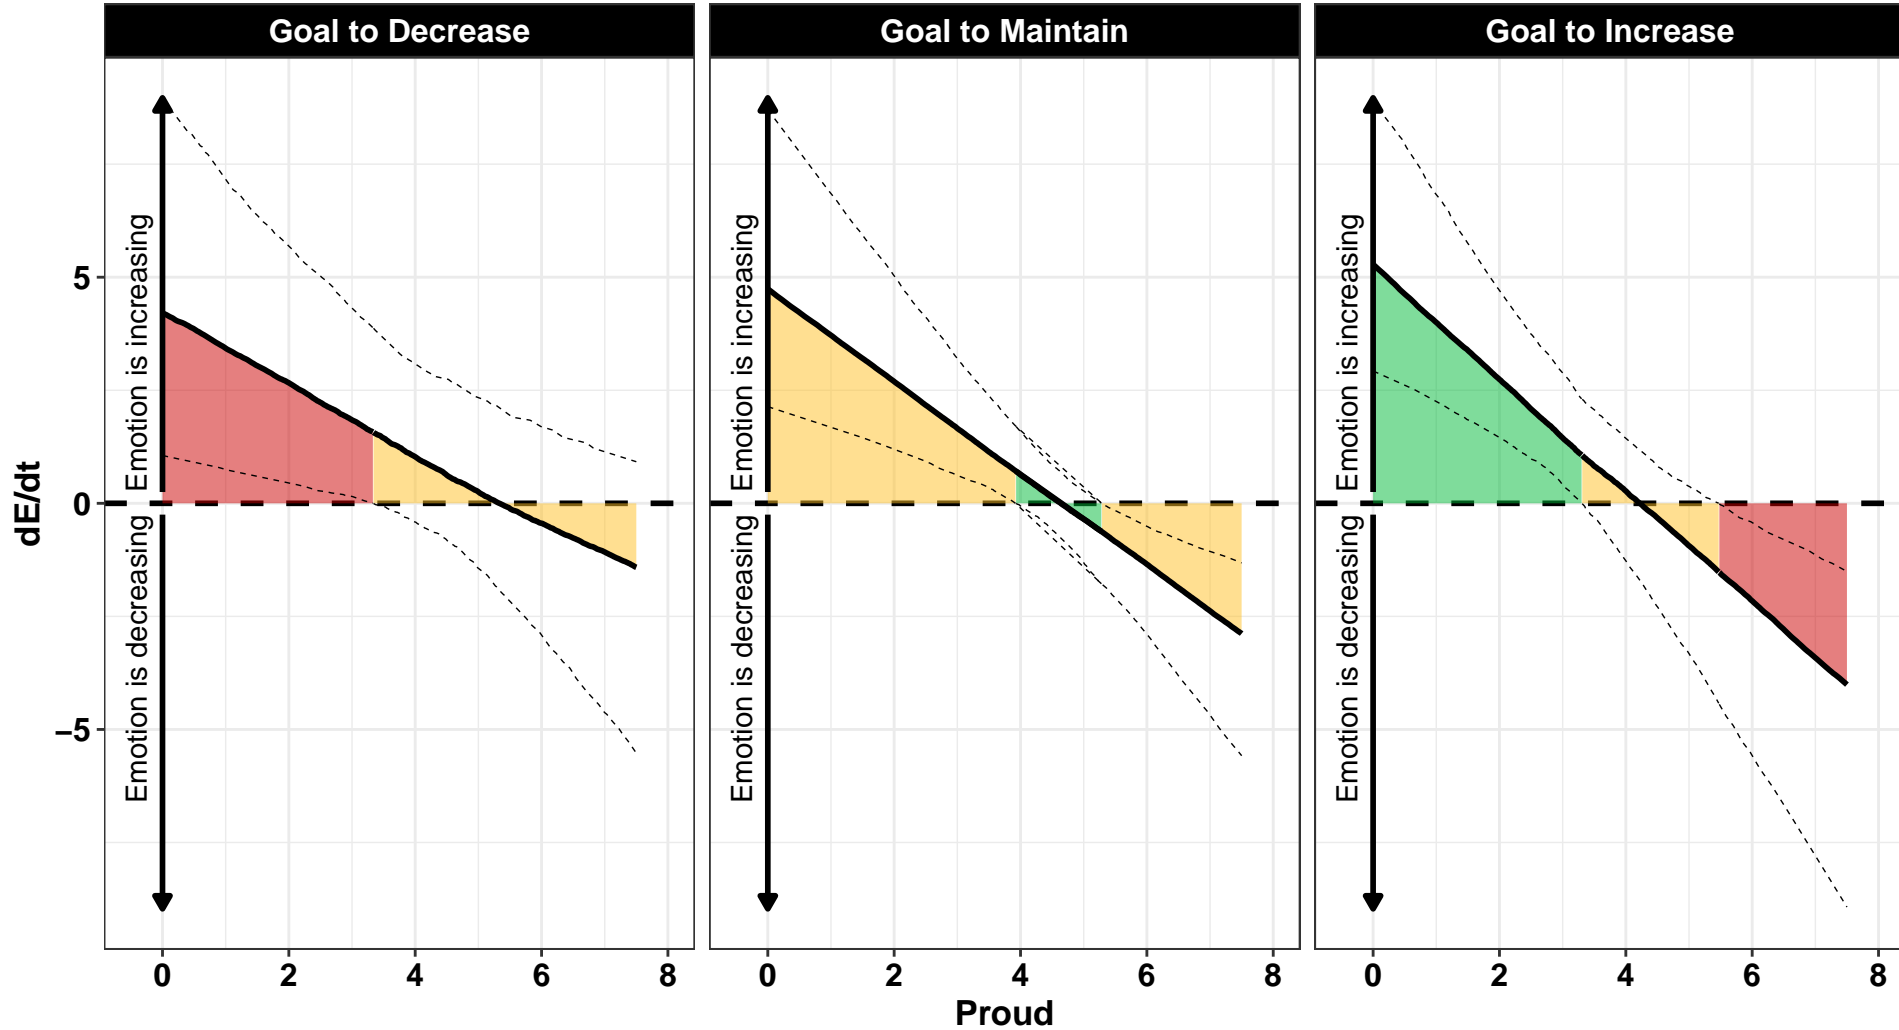 Goal to Decrease
Goal to Maintain
Goal to Increase
dE/dt
5
0
−5
Emotion is increasing
Emotion is decreasing
Emotion is increasing
Emotion is decreasing
Emotion is increasing
Emotion is decreasing
0 2 4 6 8
0 2 4 6 8
0 2 4 6 8
Proud